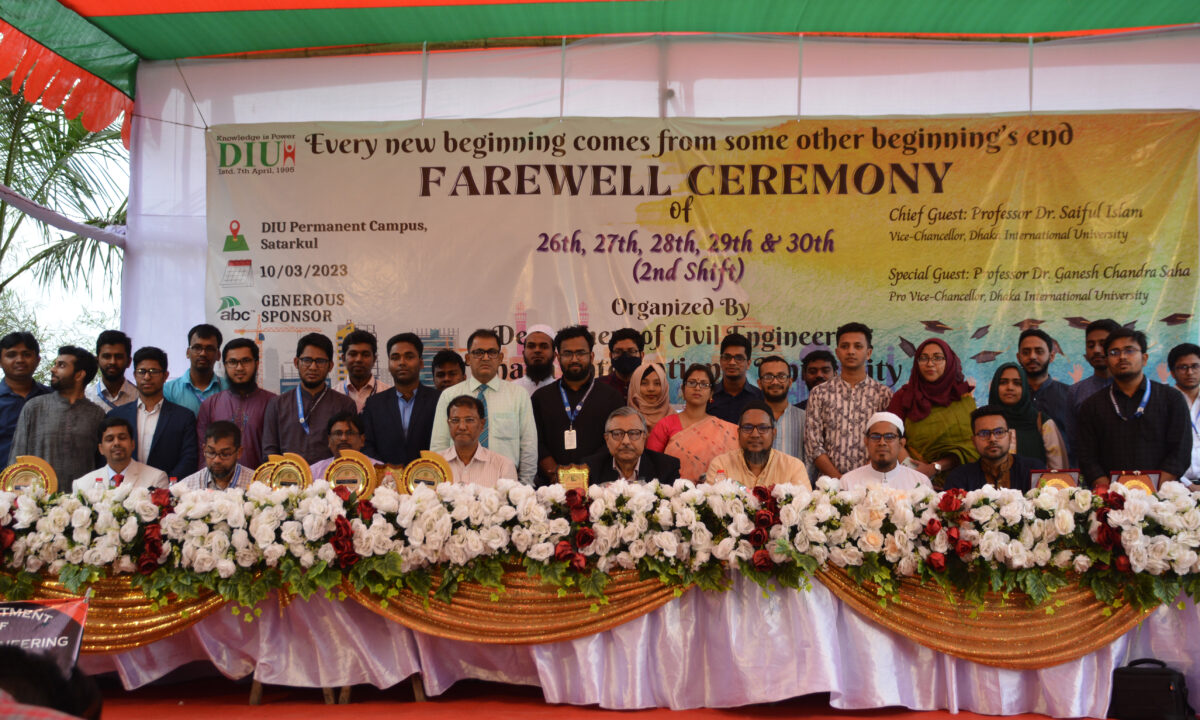 Knowledge is Power
DIU
Estd. 7th April, 1995
Every new beginning comes from some other beginning's end
FAREWELL CEREMONY
of
26th, 27th, 28th, 29th & 30th
(2nd Shift)
Organized By
of Civil Engineering
DIU Permanent Campus,
Satarkul
10/03/2023
abc
GENEROUS
SPONSOR
Chief Guest: Professor Dr. Saiful Islam
Vice-Chancellor, Dhaka International University
Special Guest: Professor Dr. Ganesh Chandra Saha
Pro Vice-Chancellor, Dhaka International University